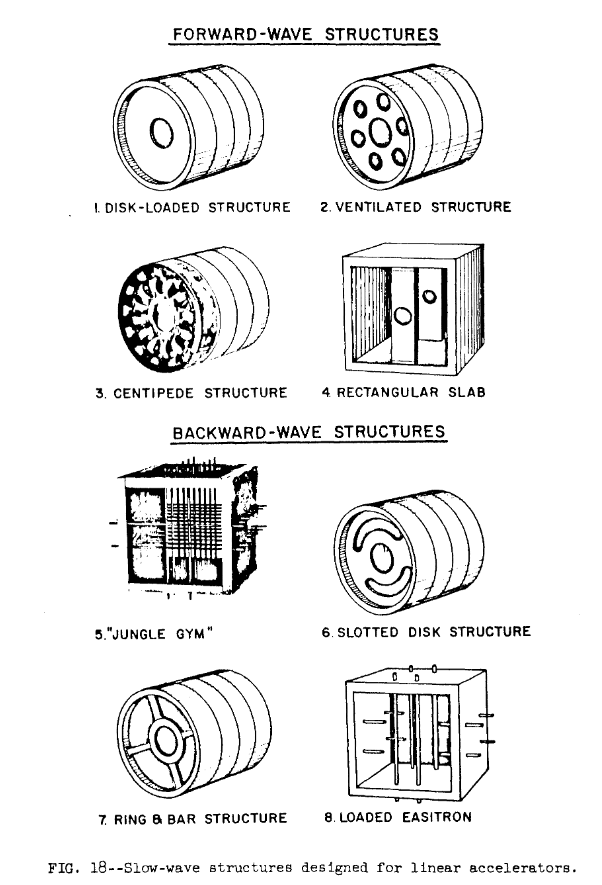 FORWARD-WAVE STRUCTURES
1. DISK-LOADED STRUCTURE
2. VENTILATED STRUCTURE
3. CENTIPEDE STRUCTURE
4. RECTANGULAR SLAB
BACKWARD-WAVE STRUCTURES
5. "JUNGLE GYM"
6. SLOTTED DISK STRUCTURE
7. RING & BAR STRUCTURE
8. LOADED EASITRON
FIG. 18--Slow-wave structures designed for linear accelerators.